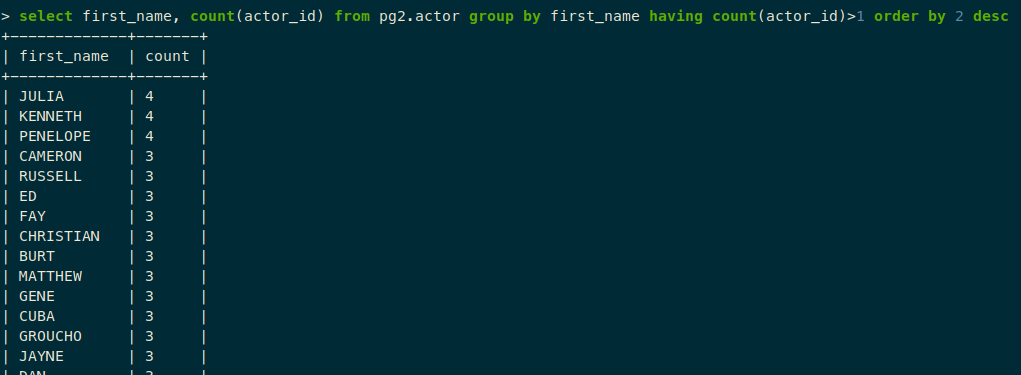 > select first_name, count(actor_id) from pg2.actor group by first_name having count(actor_id)>1 order by 2 desc
+-------------+-------+
| first_name  | count |
+-------------+-------+
| JULIA       | 4     |
| KENNETH     | 4     |
| PENELOPE    | 4     |
| CAMERON     | 3     |
| RUSSELL     | 3     |
| ED          | 3     |
| FAY         | 3     |
| CHRISTIAN   | 3     |
| BURT        | 3     |
| MATTHEW     | 3     |
| GENE        | 3     |
| CUBA        | 3     |
| GROUCHO     | 3     |
| JAYNE       | 3     |
| DAN         | 3     |